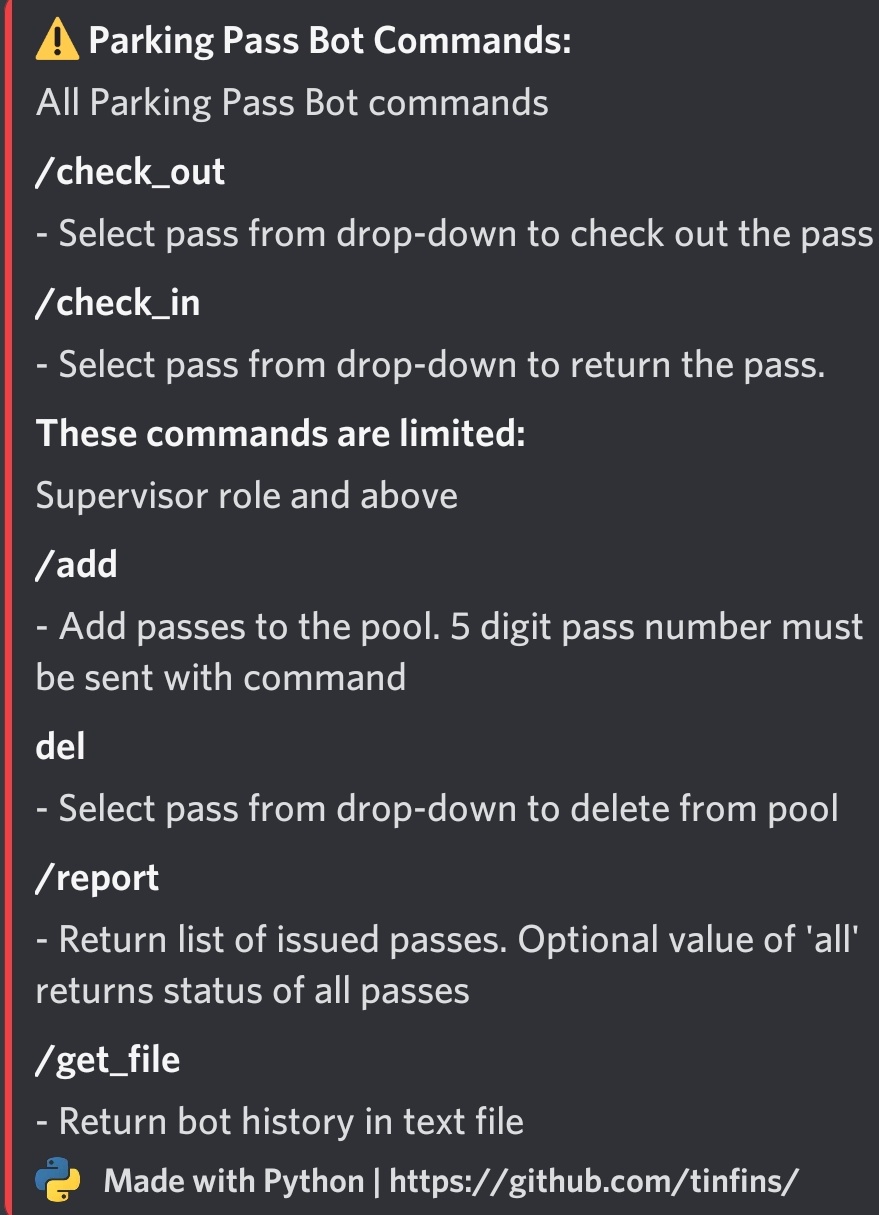 Parking Pass Bot Commands:
All Parking Pass Bot commands
/check_out
- Select pass from drop-down to check out the pass
/check_in
- Select pass from drop-down to return the pass.
These commands are limited:
Supervisor role and above
/add
- Add passes to the pool. 5 digit pass number must
be sent with command
del
- Select pass from drop-down to delete from pool
/report
- Return list of issued passes. Optional value of 'all'
returns status of all passes
/get_file
- Return bot history in text file
Made with Python | https://github.com/tinfins/